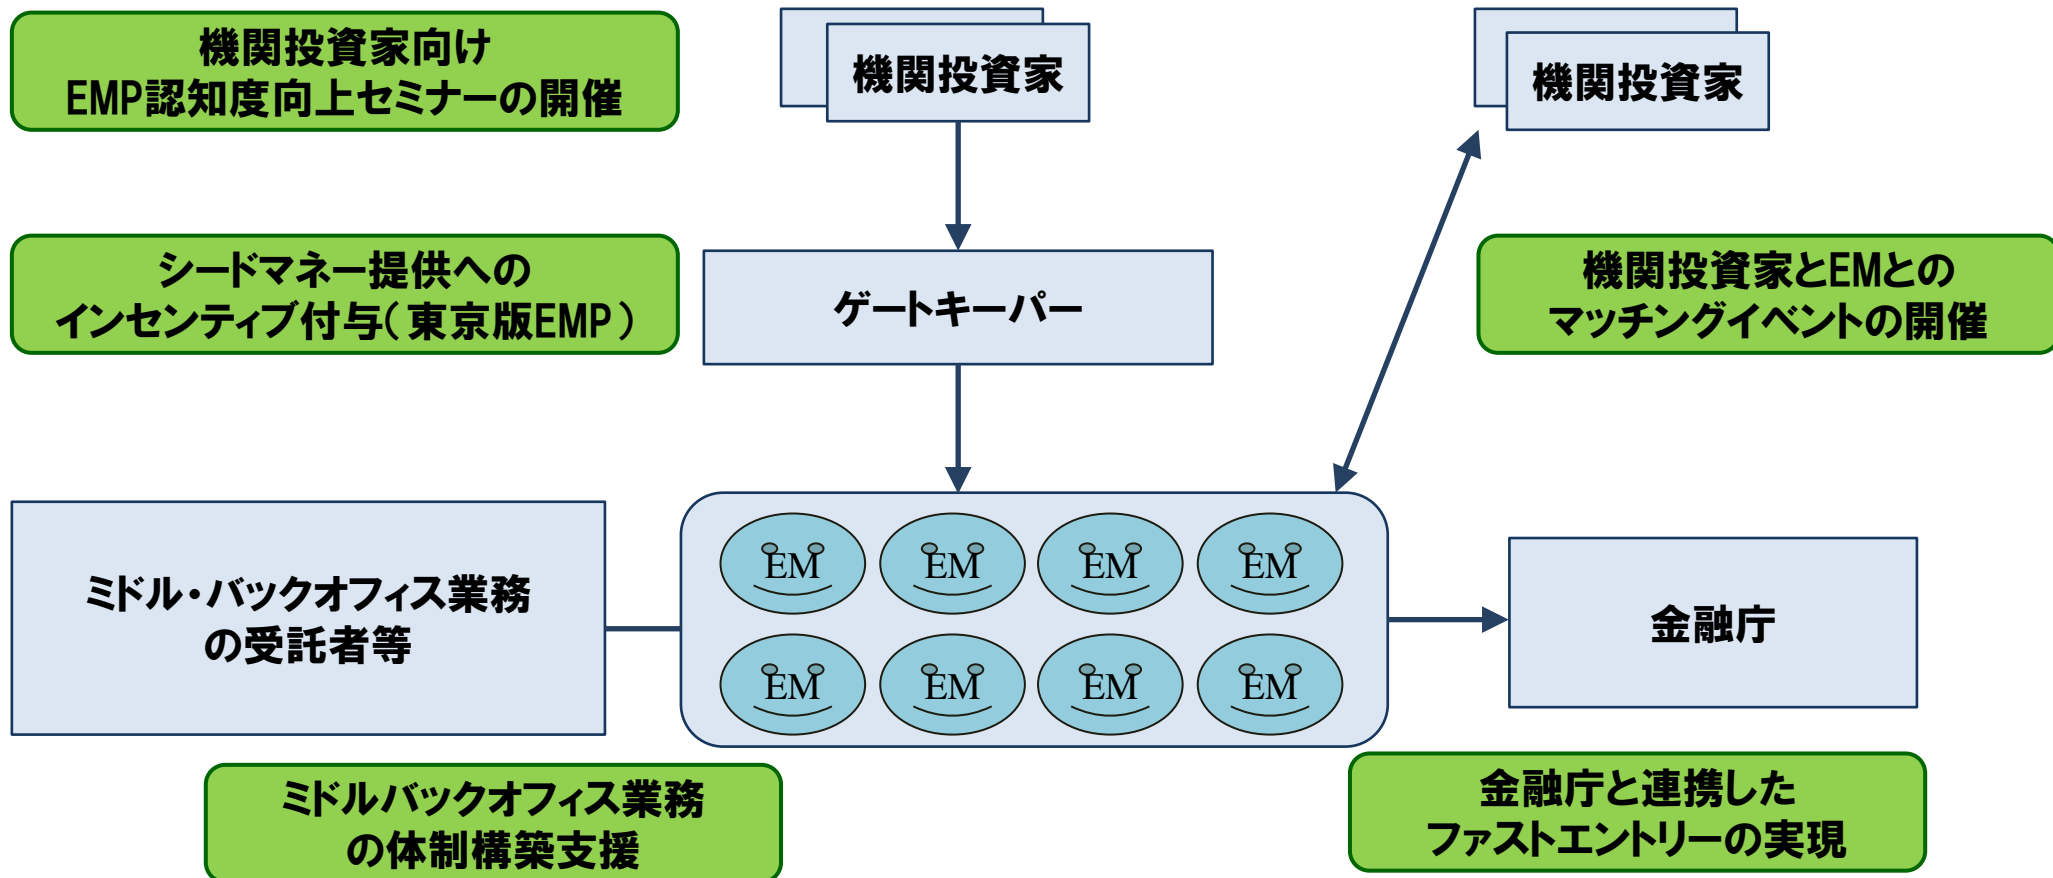 機関投資家向け
EMP認知度向上セミナーの開催
機関投資家
機関投資家
シードマネー提供への
インセンティブ付与（東京版EMP）
ゲートキーパー
機関投資家とEMとの
マッチングイベントの開催
ミドル・バックオフィス業務
の受託者等
EM
EM
EM
EM
EM
EM
EM
EM
金融庁
ミドルバックオフィス業務
の体制構築支援
金融庁と連携した
ファストエントリーの実現